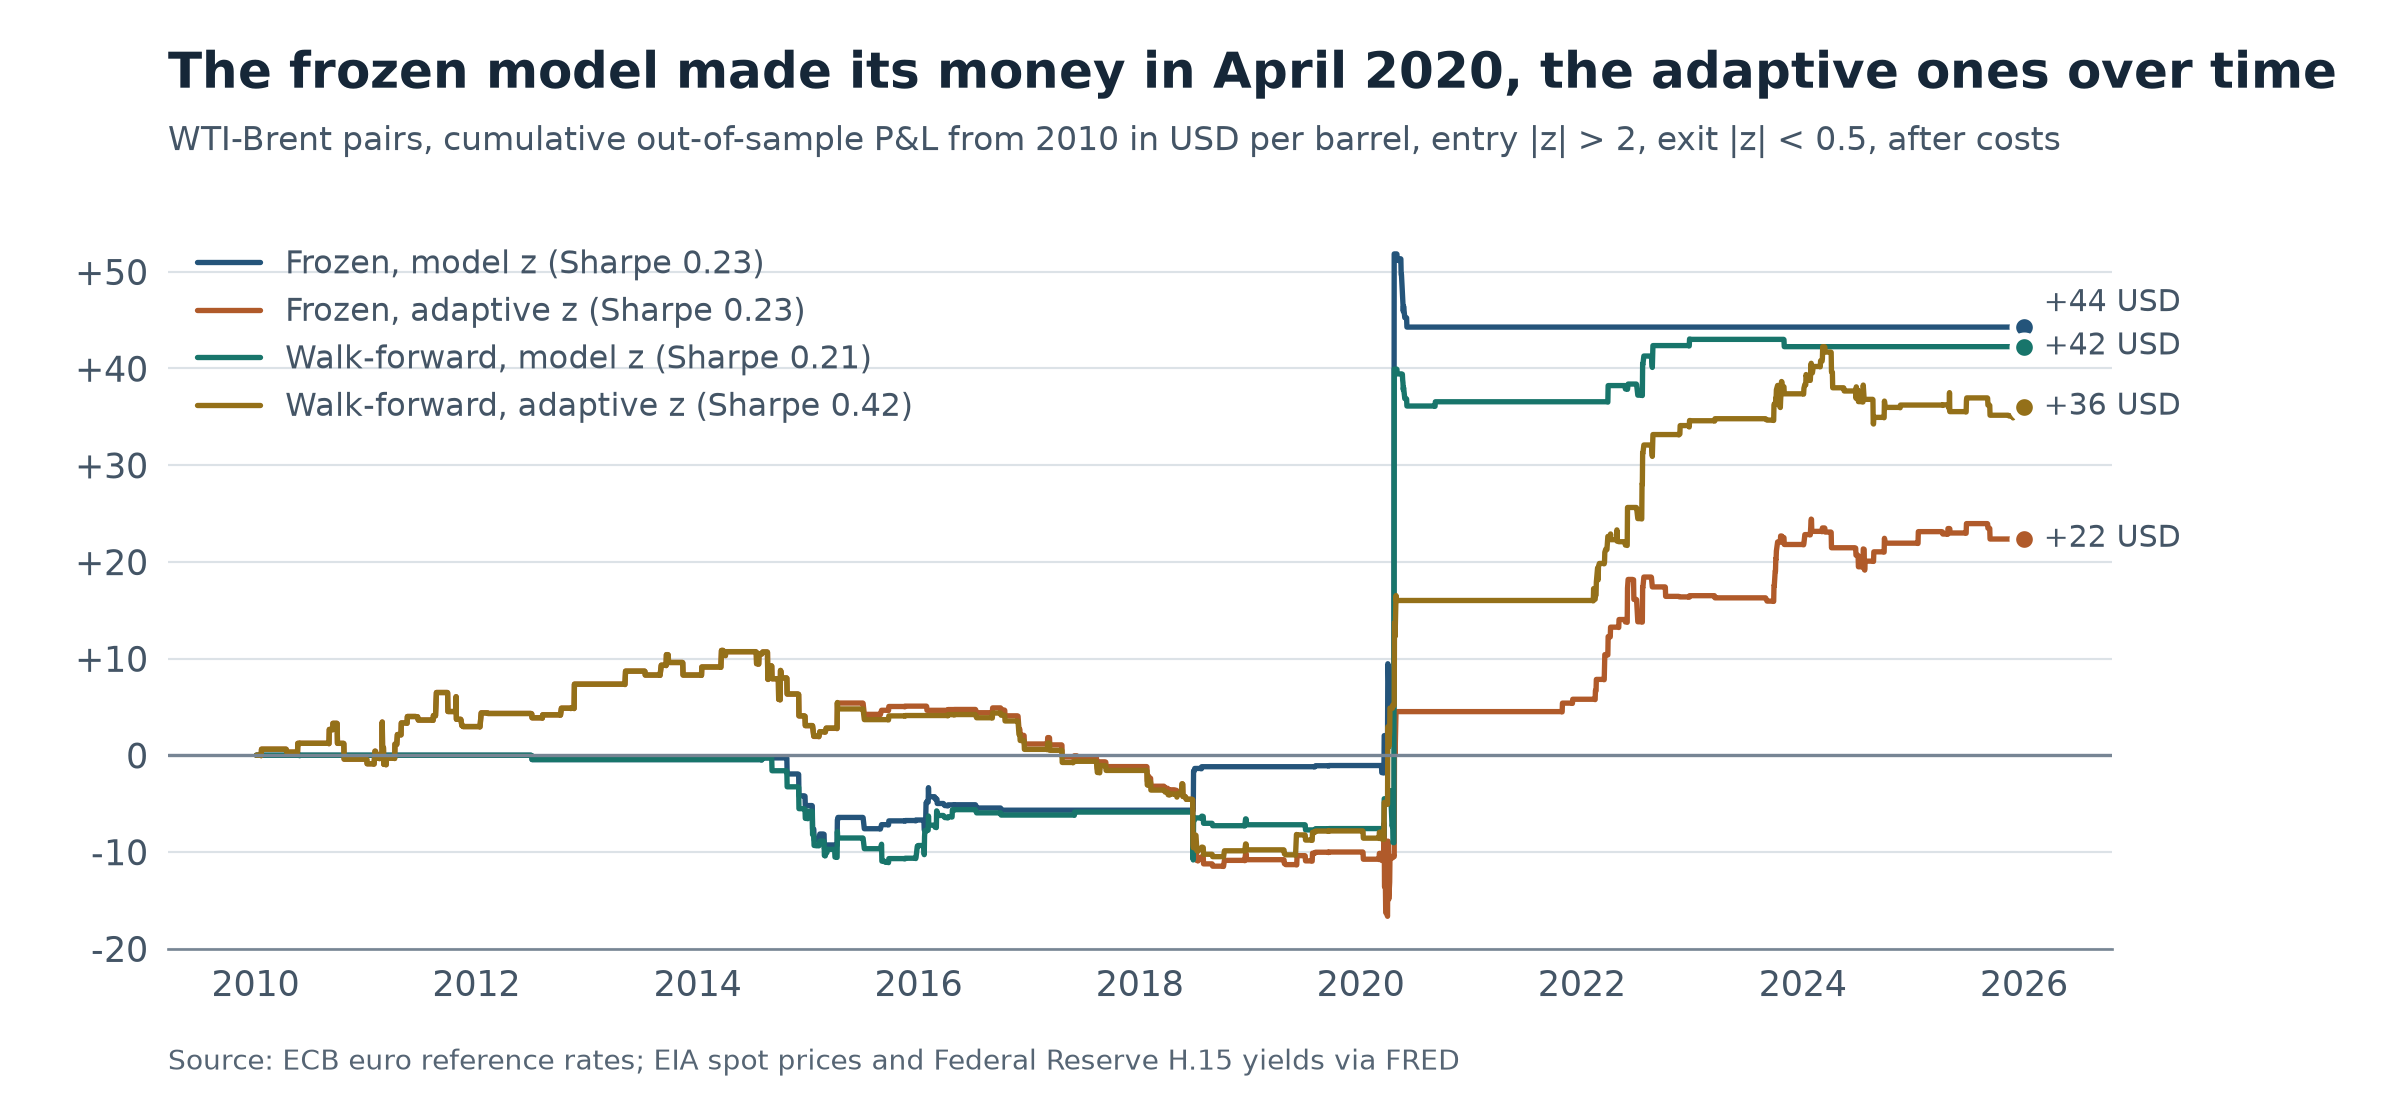 The frozen model made its money in April 2020, the adaptive ones over time
WTI-Brent pairs, cumulative out-of-sample P&L from 2010 in USD per barrel, entry |z| > 2, exit |z| < 0.5, after costs
Frozen, model z (Sharpe 0.23)
Frozen, adaptive z (Sharpe 0.23)
Walk-forward, model z (Sharpe 0.21)
Walk-forward, adaptive z (Sharpe 0.42)
+50
+40
+30
+20
+10
0
-10
-20
+44 USD
+42 USD
+36 USD
+22 USD
2010 2012 2014 2016 2018 2020 2022 2024 2026
Source: ECB euro reference rates; EIA spot prices and Federal Reserve H.15 yields via FRED